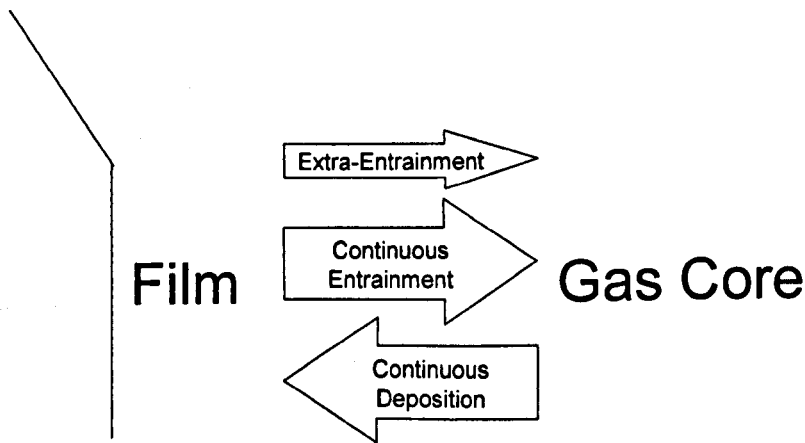 Extra-Entrainment
Continuous
Entrainment
Film
Gas Core
Continuous
Deposition